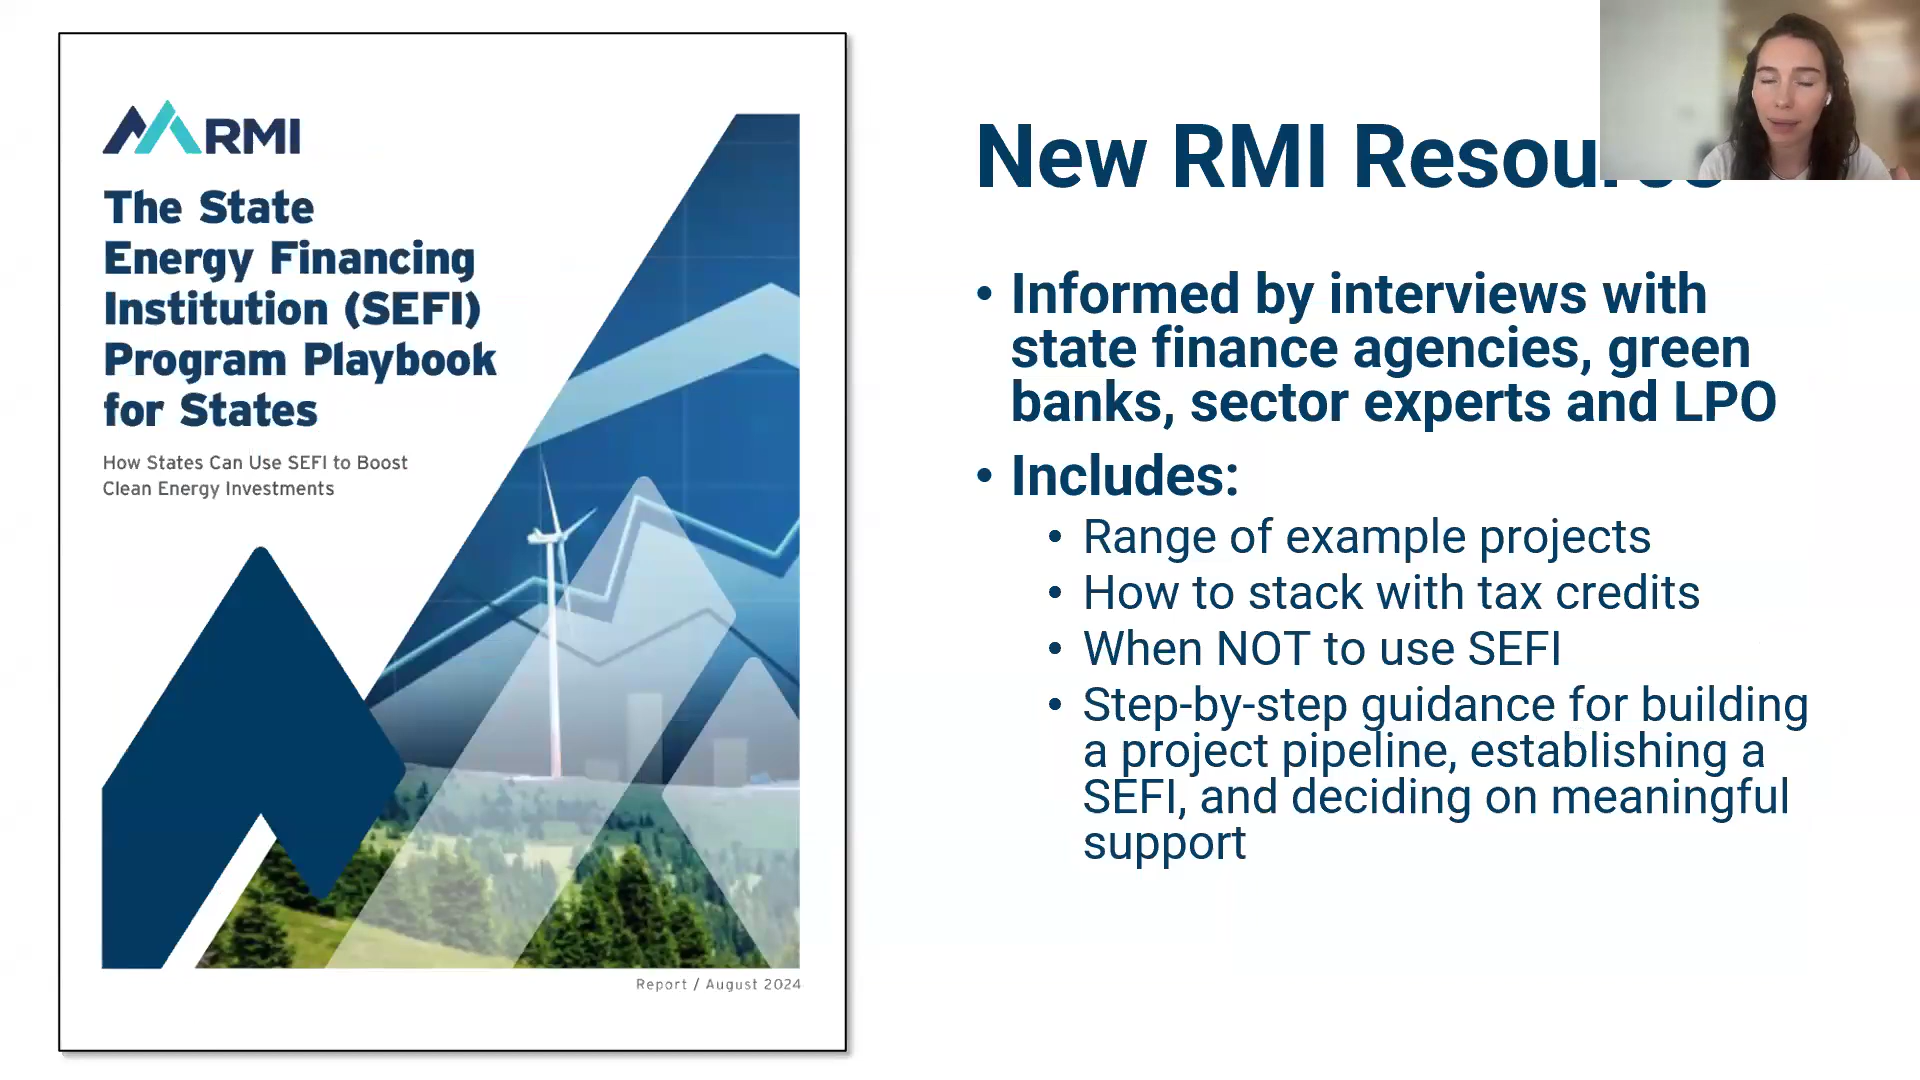 RMI
The State
Energy Financing
Institution (SEFI)
Program Playbook
for States
How States Can Use SEFI to Boost
Clean Energy Investments
Report / August 2024
New RMI
• Informed by interviews with
state finance agencies, green
banks, sector experts and LPO
• Includes:
• Range of example projects
• How to stack with tax credits
• When NOT to use SEFI
• Step-by-step guidance for building
a project pipeline, establishing a
SEFI, and deciding on meaningful
support